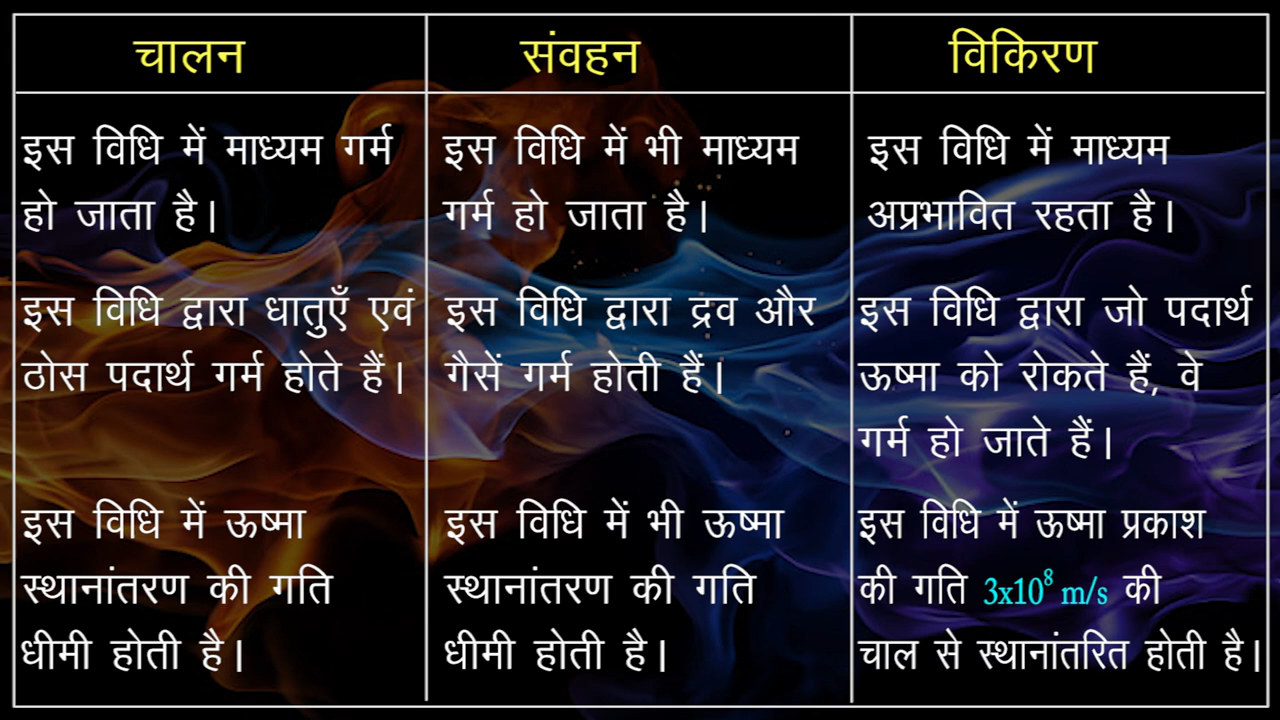 चालन
इस विधि में माध्यम गर्म
हो जाता है।
इस विधि द्वारा धातुएँ एवं
ठोस पदार्थ गर्म होते हैं।
इस विधि में ऊष्मा
स्थानांतरण की गति
धीमी होती है।
संवहन
इस विधि में भी माध्यम
गर्म हो जाता है।
इस विधि द्वारा द्रव और
गैसें गर्म होती हैं।
इस विधि में भी ऊष्मा
स्थानांतरण की गति
धीमी होती है।
विकिरण
इस विधि में माध्यम
अप्रभावित रहता है।
इस विधि द्वारा जो पदार्थ
ऊष्मा को रोकते हैं, वे
गर्म हो जाते हैं।
इस विधि में ऊष्मा प्रकाश
की गति 3x10⁸ m/s की
चाल से स्थानांतरित होती है।